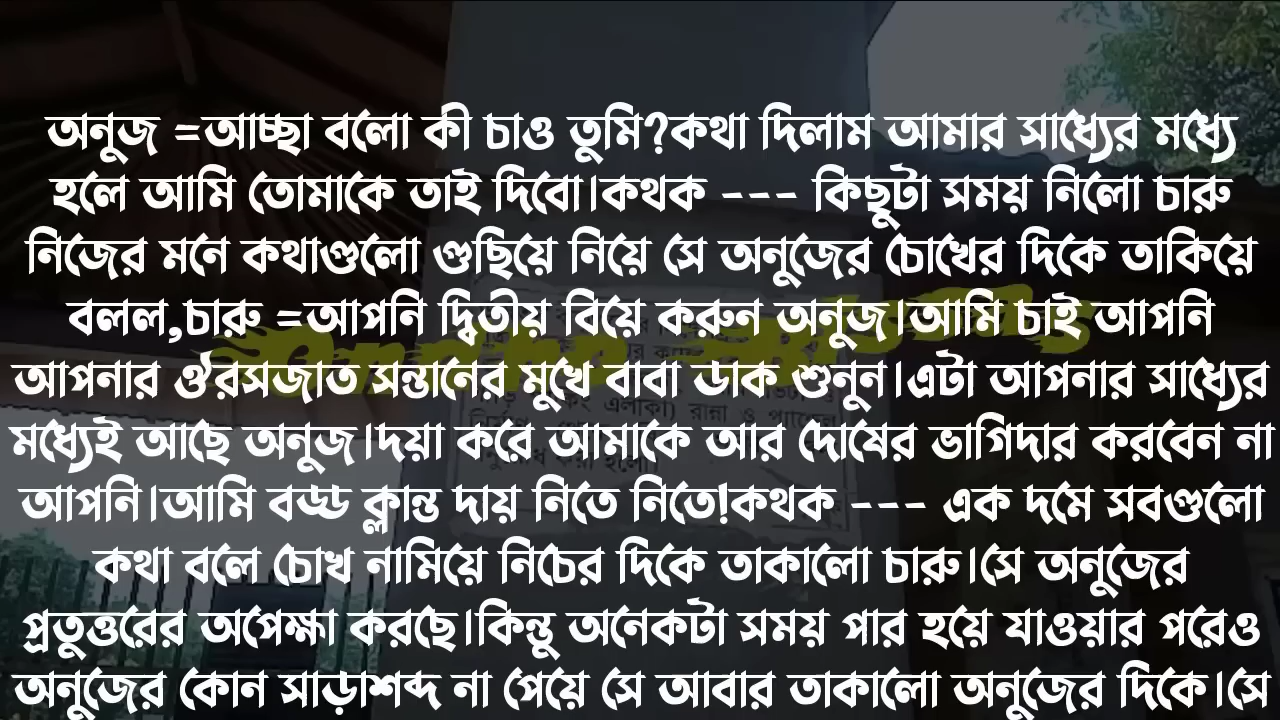 অনুজ =আচ্ছা বলো কী চাও তুমি?কথা দিলাম আমার সাধ্যের মধ্যে
হলে আমি তোমাকে তাই দিবো।কথক --- কিছুটা সময় নিলো চারু
নিজের মনে কথাগুলো গুছিয়ে নিয়ে সে অনুজের চোখের দিকে তাকিয়ে
বলল,চারু =আপনি দ্বিতীয় বিয়ে করুন অনুজ।আমি চাই আপনি
আপনার ঔরসজাত সন্তানের মুখে বাবা ডাক শুনুন।এটা আপনার সাধ্যের
মধ্যেই আছে অনুজ।দয়া করে আমাকে আর দোষের ভাগিদার করবেন না
আপনি।আমি বড্ড ক্লান্ত দায় নিতে নিতে!কথক --- এক দমে সবগুলো
কথা বলে চোখ নামিয়ে নিচের দিকে তাকালো চারু।সে অনুজের
প্রতুত্তরের অপেক্ষা করছে।কিন্তু অনেকটা সময় পার হয়ে যাওয়ার পরেও
অনুজের কোন সাড়াশব্দ না পেয়ে সে আবার তাকালো অনুজের দিকে।সে